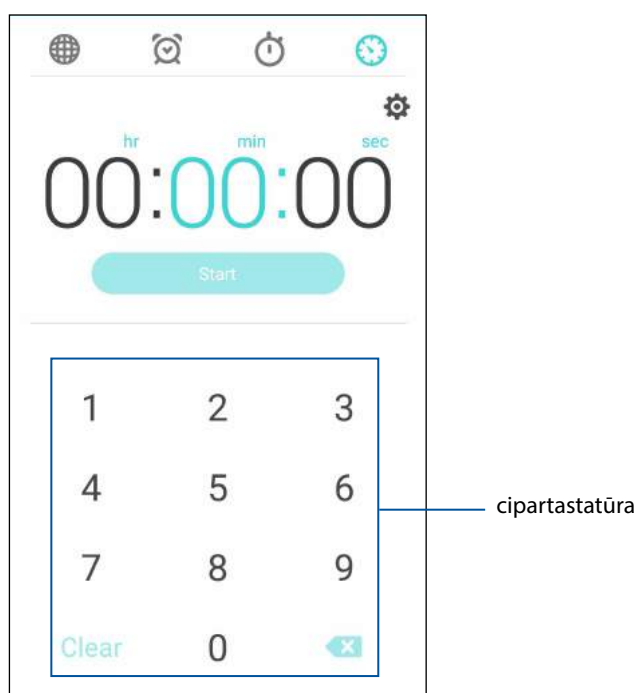 hr min sec
00:00:00
Start
1 2 3
4 5 6
cipartastatūra
7 8 9
Clear 0